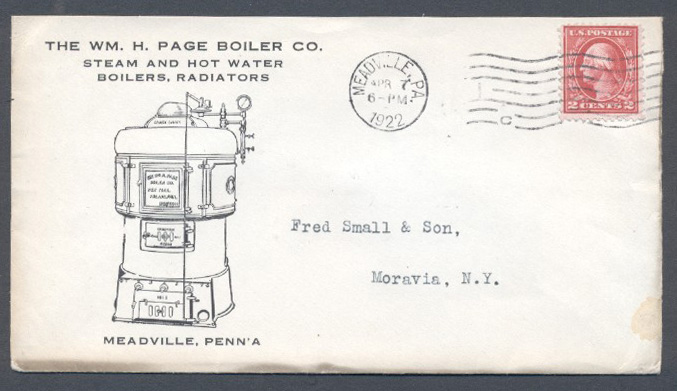 THE WM. H. PAGE BOILER CO.
STEAM AND HOT WATER
BOILERS, RADIATORS
MEADVILLE, PA
APR 7
6-PM
1922
C
U.S. POSTAGE
2 CENTS 2
Fred Small & Son,
Moravia, N.Y.
MEADVILLE, PENN'A